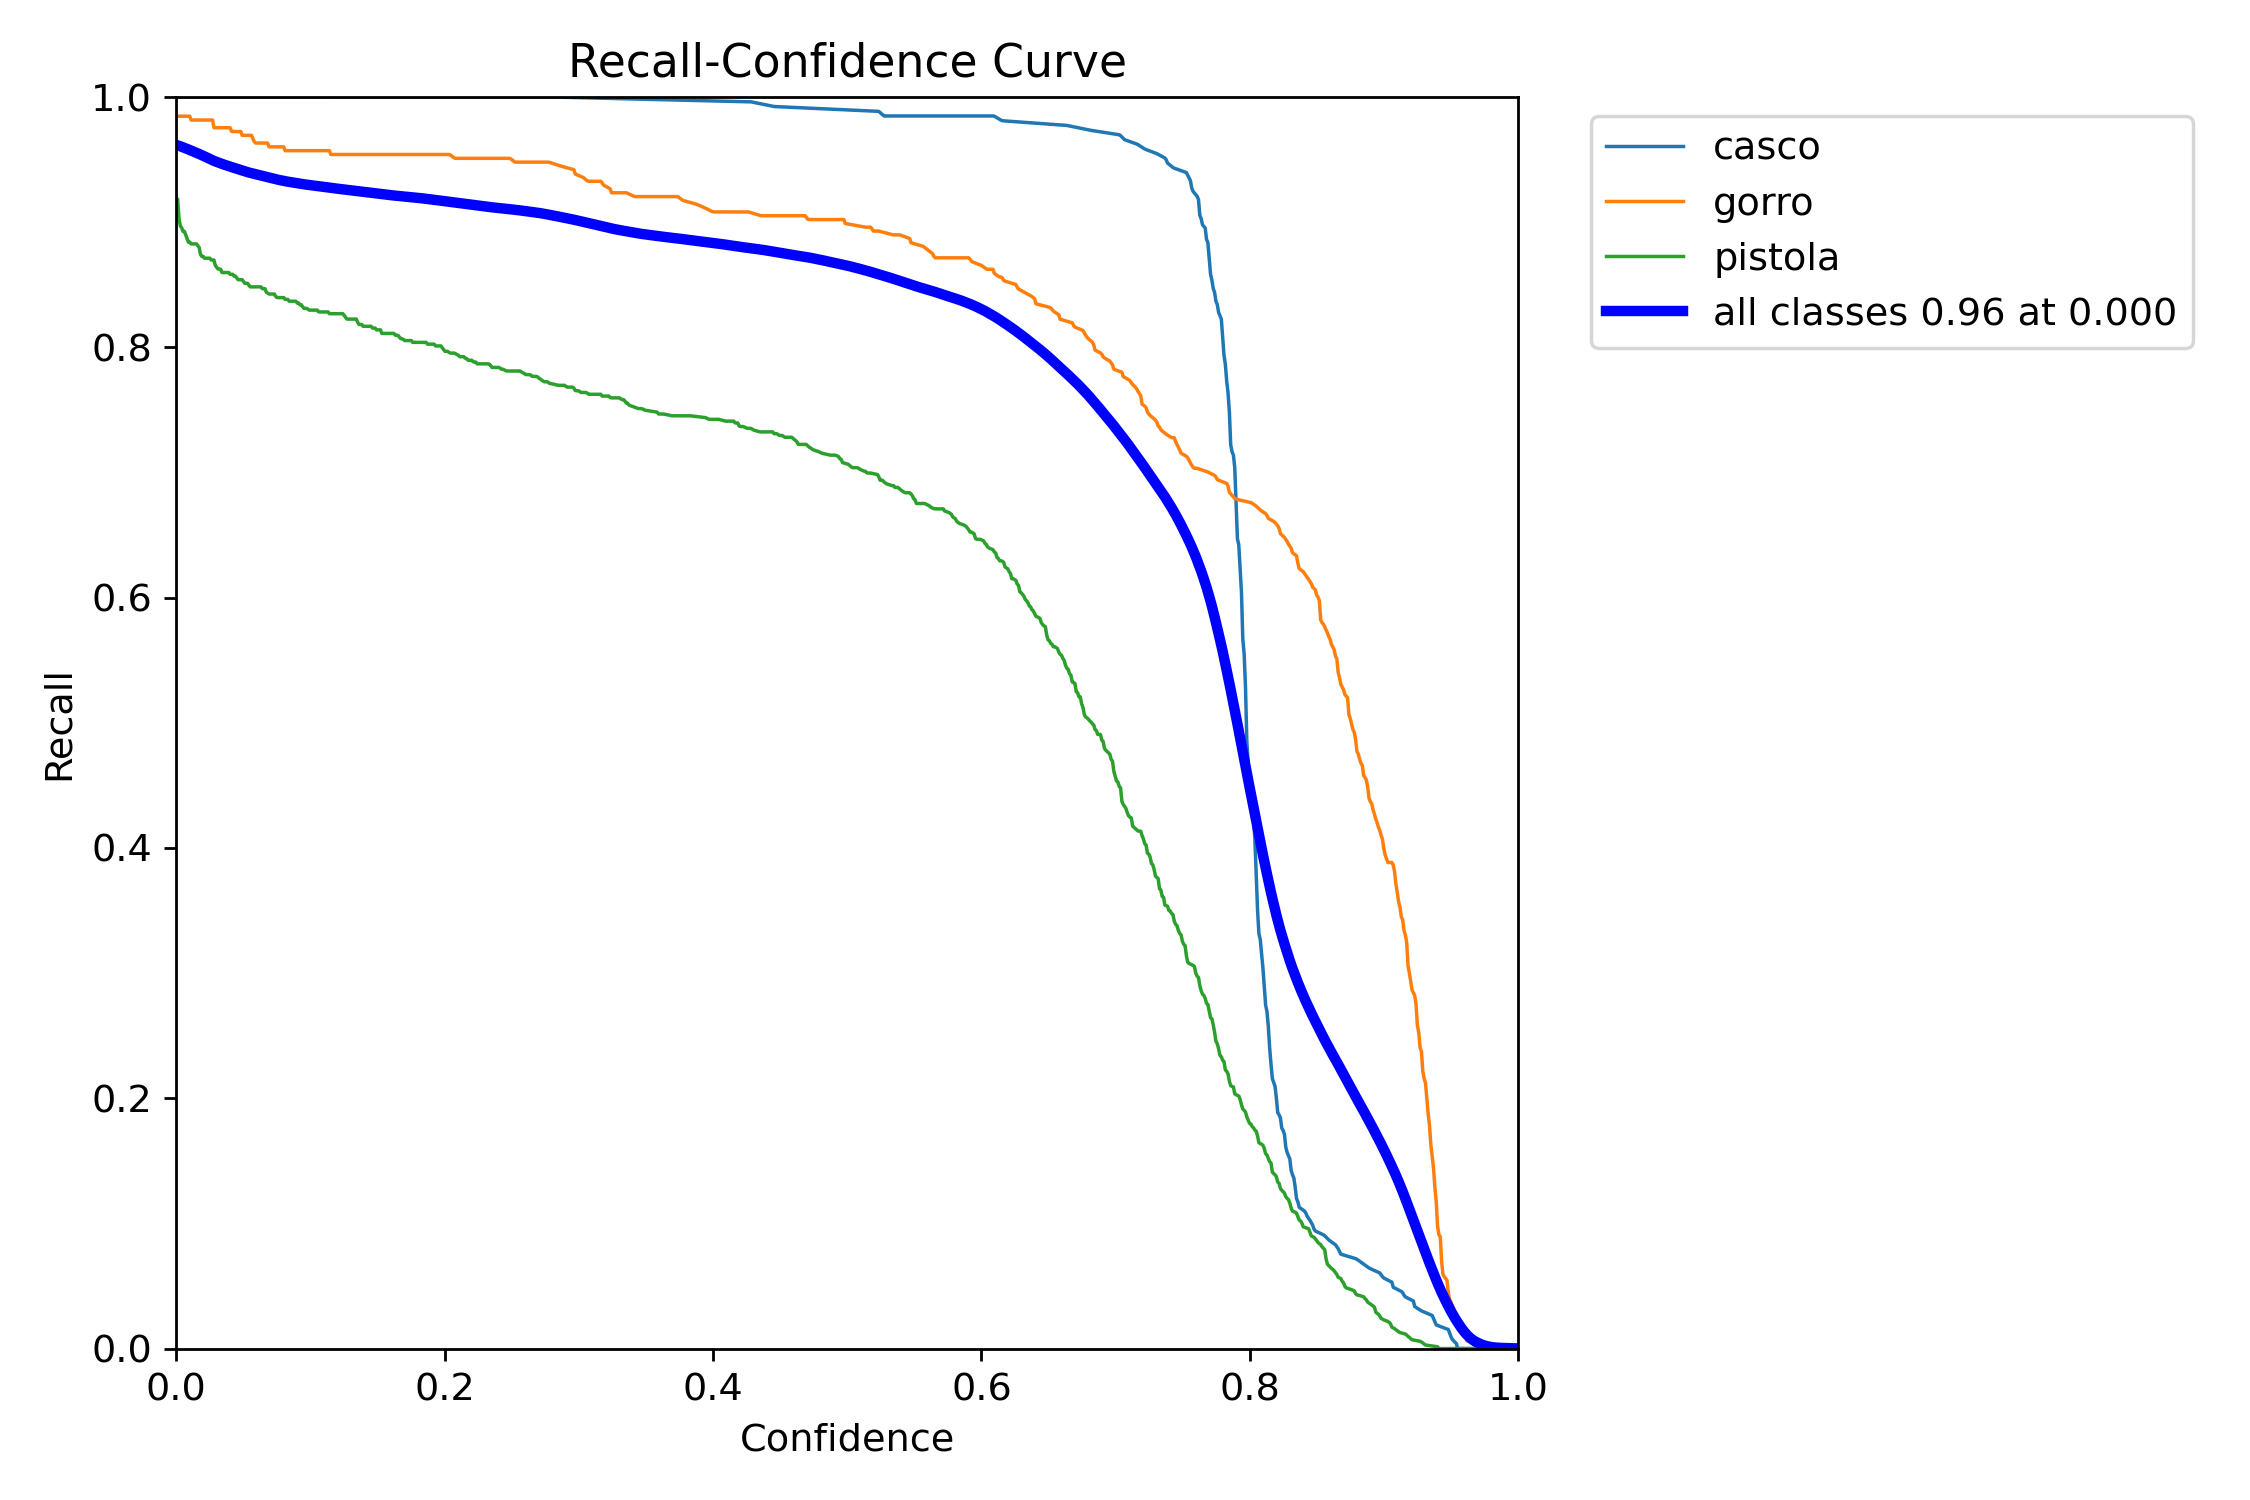 Recall-Confidence Curve
1.0
0.8
0.6
0.4
0.2
0.0
Recall
0.0 0.2 0.4 0.6 0.8 1.0
Confidence
casco
gorro
pistola
all classes 0.96 at 0.000